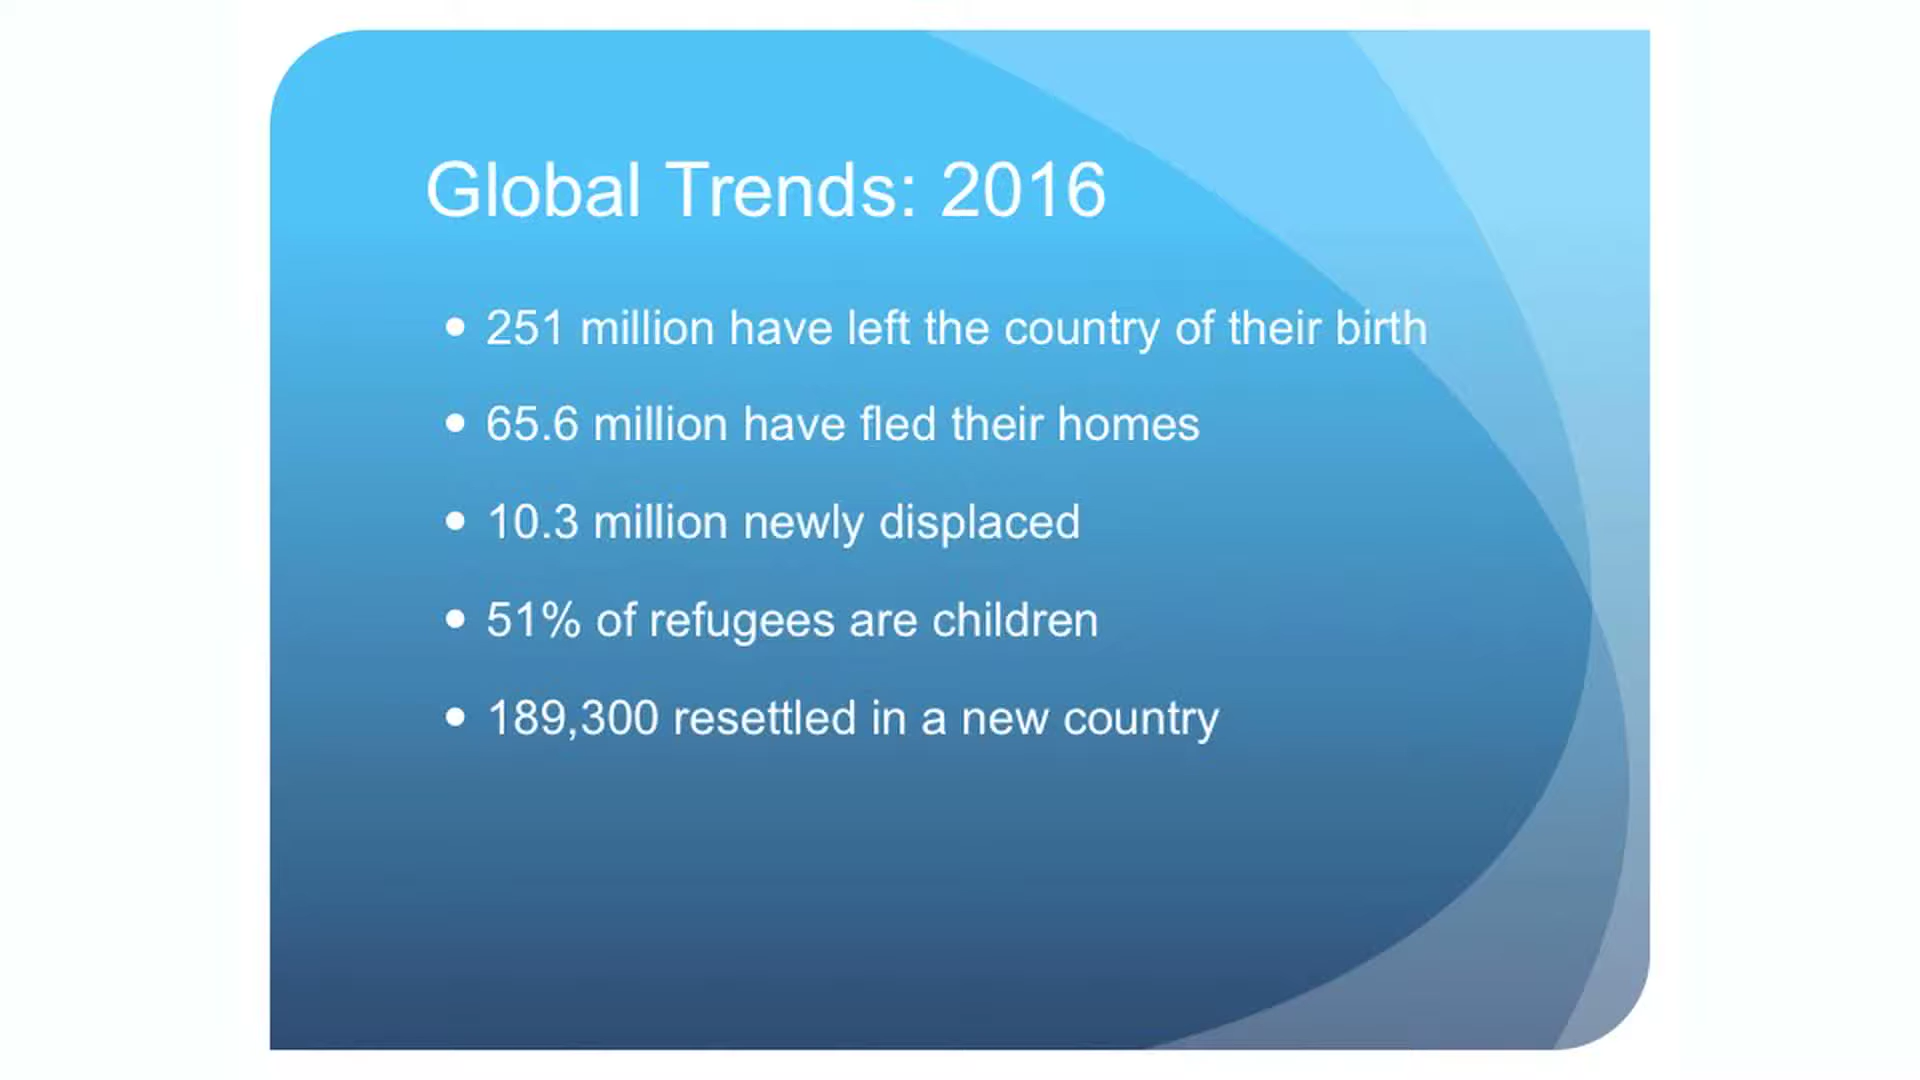 Global Trends: 2016
• 251 million have left the country of their birth
• 65.6 million have fled their homes
• 10.3 million newly displaced
• 51% of refugees are children
• 189,300 resettled in a new country